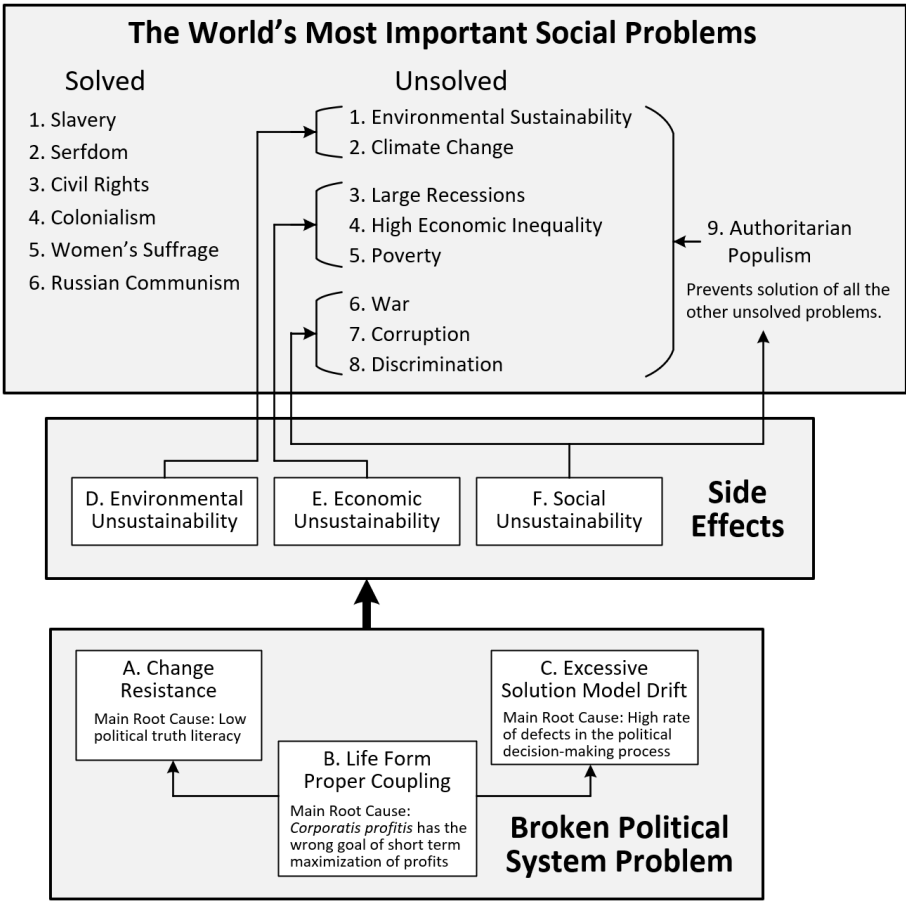 The World’s Most Important Social Problems
Solved
1. Slavery
2. Serfdom
3. Civil Rights
4. Colonialism
5. Women’s Suffrage
6. Russian Communism
Unsolved
1. Environmental Sustainability
2. Climate Change
3. Large Recessions
4. High Economic Inequality
5. Poverty
6. War
7. Corruption
8. Discrimination
9. Authoritarian
Populism
Prevents solution of all the
other unsolved problems.
D. Environmental
Unsustainability
E. Economic
Unsustainability
F. Social
Unsustainability
Side
Effects
A. Change
Resistance
Main Root Cause: Low
political truth literacy
B. Life Form
Proper Coupling
Main Root Cause:
Corporatis profitis has the
wrong goal of short term
maximization of profits
C. Excessive
Solution Model Drift
Main Root Cause: High rate
of defects in the political
decision-making process
Broken Political
System Problem